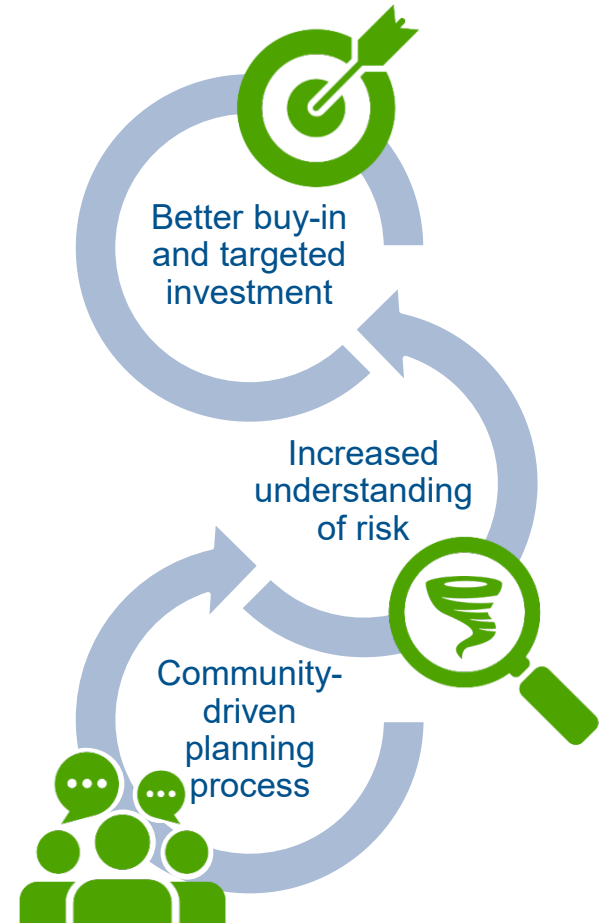 Better buy-in
and targeted
investment
Increased
understanding
of risk
Community-
driven
planning
process